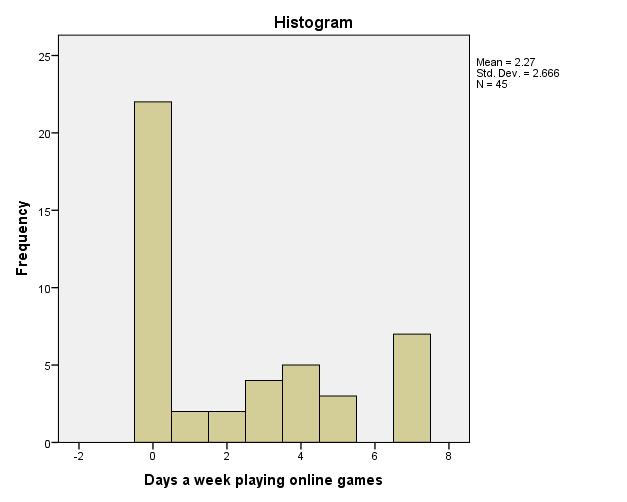 Histogram
Mean = 2.27
Std. Dev. = 2.666
N = 45
25
20
15
10
5
0
Frequency
-2 0 2 4 6 8
Days a week playing online games